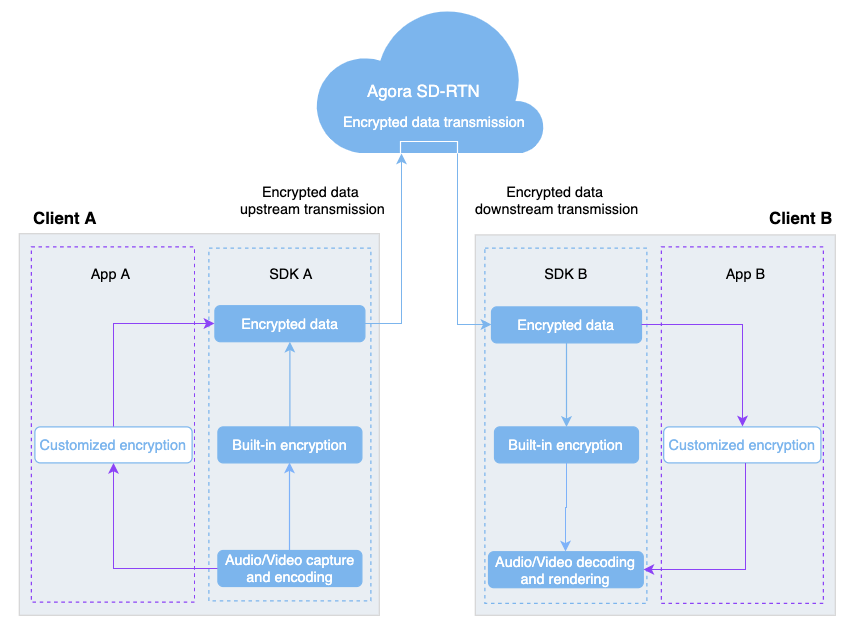 Agora SD-RTN
Encrypted data transmission
Encrypted data
upstream transmission
Encrypted data
downstream transmission
Client A
Client B
App A
SDK A
SDK B
App B
Encrypted data
Encrypted data
Customized encryption
Built-in encryption
Built-in encryption
Customized encryption
Audio/Video capture
and encoding
Audio/Video decoding
and rendering